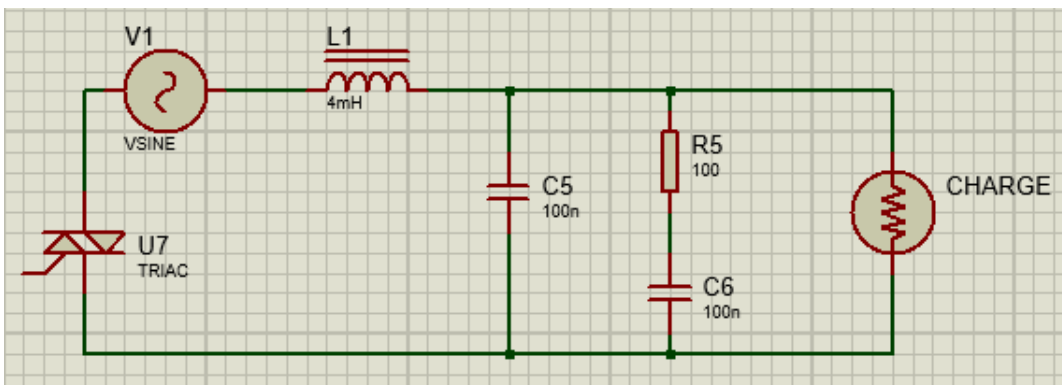 V1
VSINE
L1
4mH
C5
100n
R5
100
C6
100n
CHARGE
U7
TRIAC